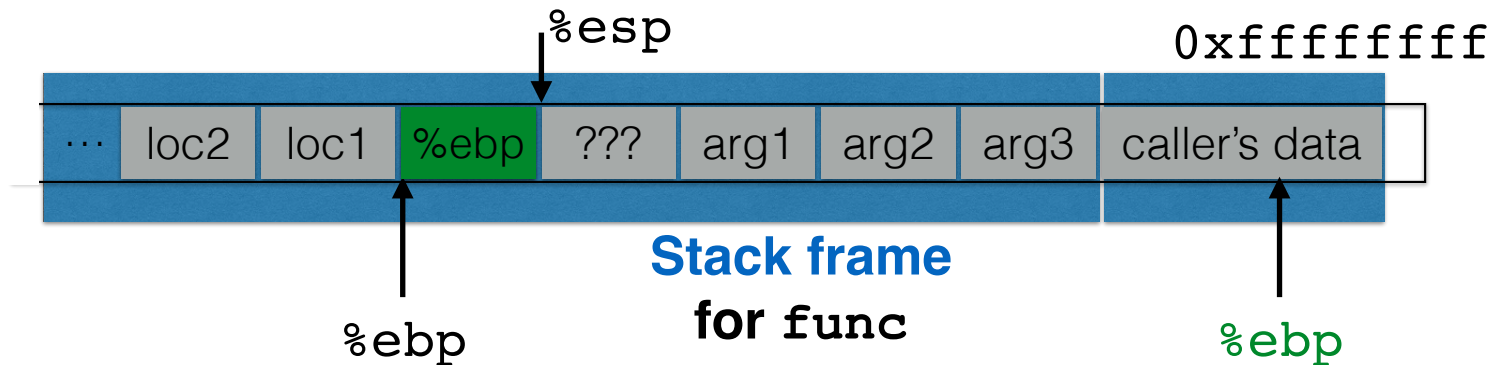 %esp
0xffffffff
... loc2 loc1 %ebp ??? arg1 arg2 arg3 caller's data
Stack frame
for func
%ebp
%ebp